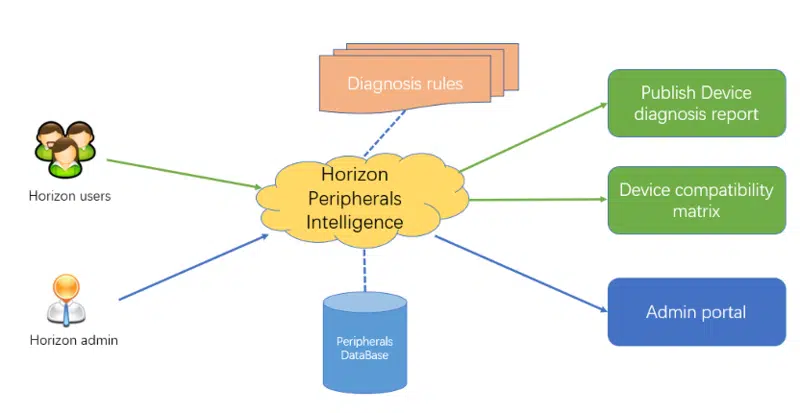 Diagnosis rules
Publish Device
diagnosis report
Horizon users
Horizon
Peripherals
Intelligence
Device compatibility
matrix
Horizon admin
Peripherals
DataBase
Admin portal